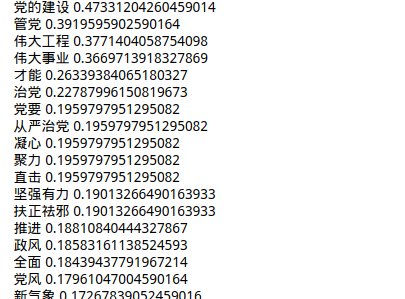 党的建设 0.47331204260459014
管党 0.3919595902590164
伟大工程 0.3771404058754098
伟大事业 0.3669713918327869
才能 0.26339384065180327
治党 0.22787996150819673
党要 0.1959797951295082
从严治党 0.1959797951295082
凝心 0.1959797951295082
聚力 0.1959797951295082
直击 0.1959797951295082
坚强有力 0.19013266490163933
扶正祛邪 0.19013266490163933
推进 0.18810840444327867
政风 0.18583161138524593
全面 0.18439437791967214
党风 0.17961047004590164
新气象 0.17267839052459016